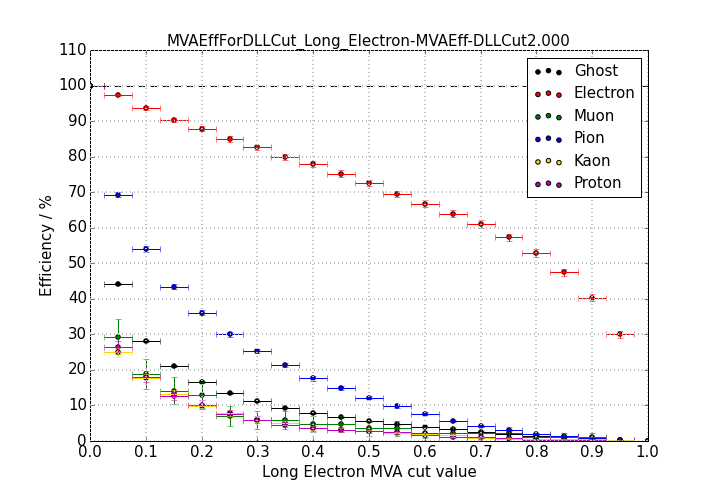 MVAEffForDLLCut_Long_Electron-MVAEff-DLLCut2.000
110
100
90
80
70
60
50
40
30
20
10
0
Efficiency / %
Ghost
Electron
Muon
Pion
Kaon
Proton
0.0 0.1 0.2 0.3 0.4 0.5 0.6 0.7 0.8 0.9 1.0
Long Electron MVA cut value